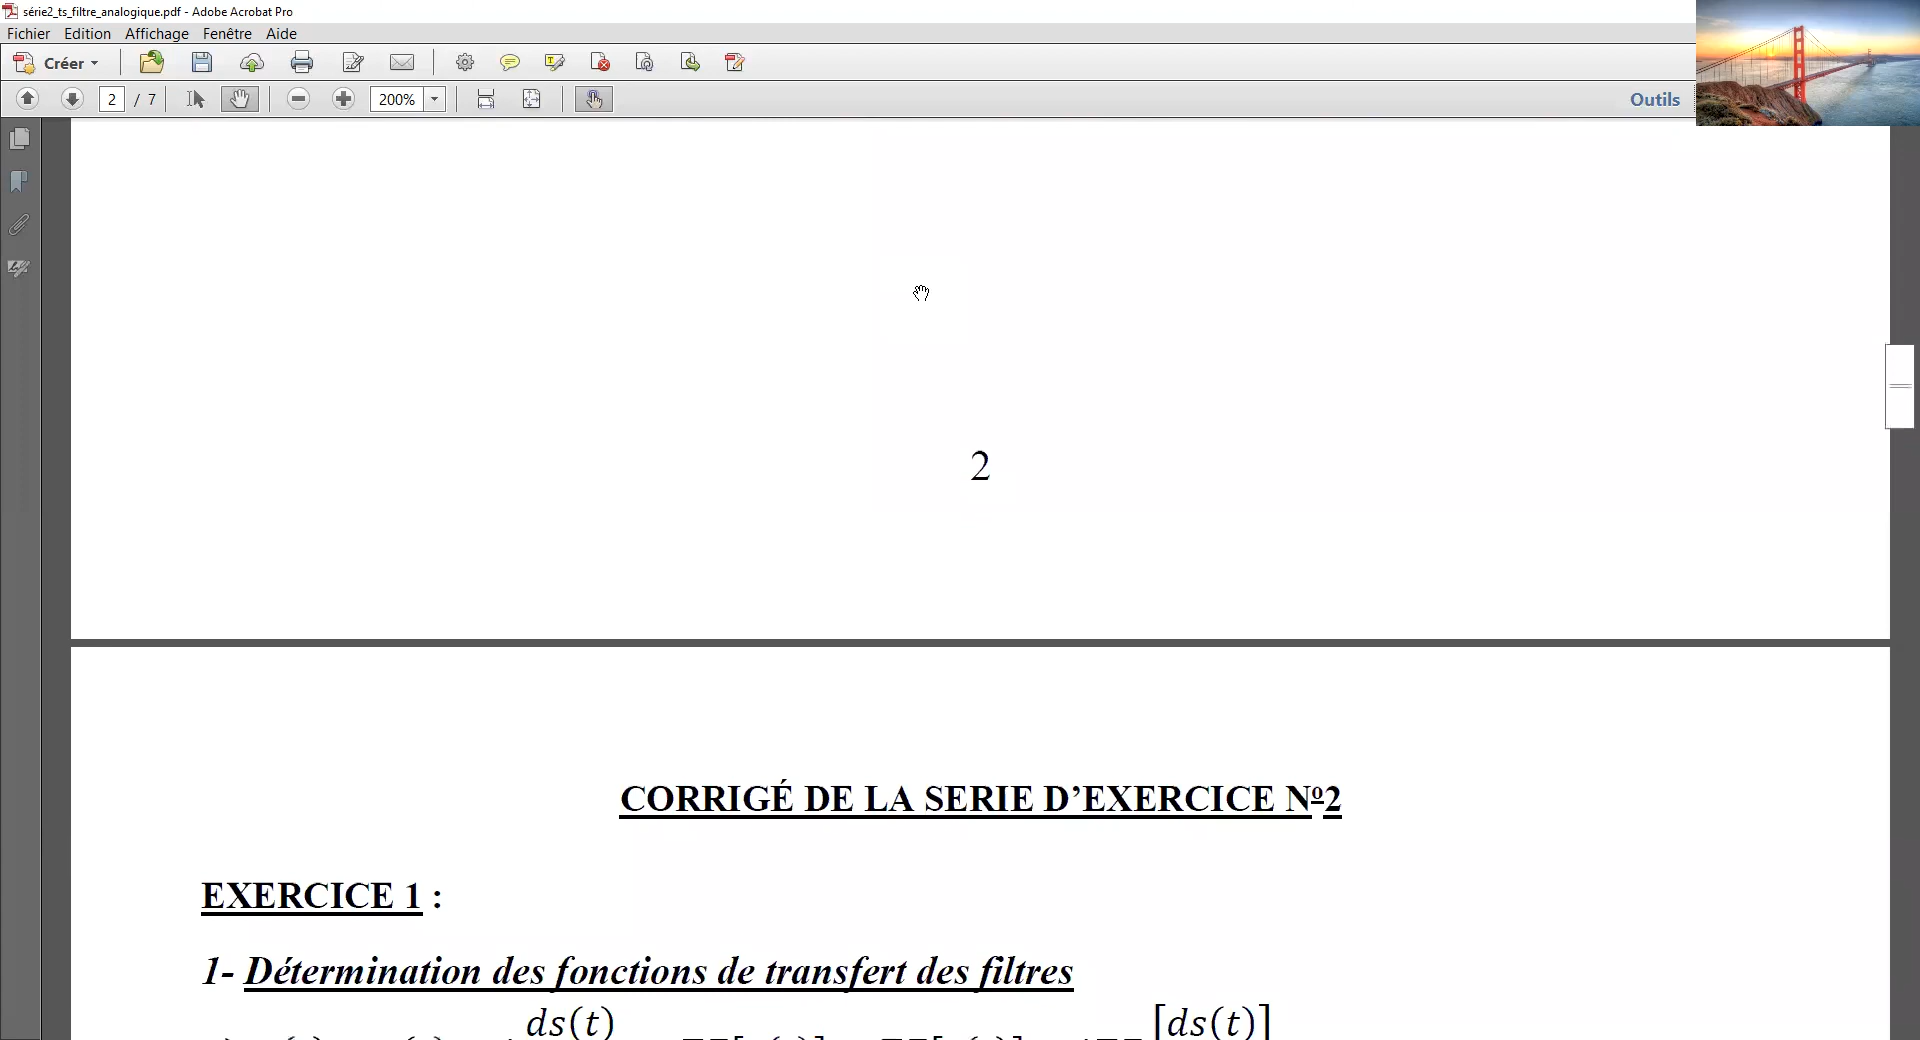 série2_ts_filtre_analogique.pdf - Adobe Acrobat Pro
Fichier Edition Affichage Fenêtre Aide
Créer
2 / 7 200% Outils
2
CORRIGÉ DE LA SERIE D’EXERCICE Nº2
EXERCICE 1 :
1- Détermination des fonctions de transfert des filtres
ds(t) [ds(t)]